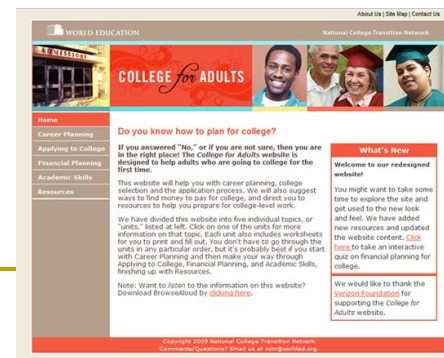 About Us | Site Map | Contact Us
WORLD EDUCATION
National College Transition Network
ADMISSIONS
COLLEGE for ADULTS
Home
Career Planning
Applying to College
Financial Planning
Academic Skills
Resources
Do you know how to plan for college?
If you answered "No," or if you are not sure, then you are
in the right place! The College for Adults website is
designed to help adults who are going to college for the
first time.
This website will help you with career planning, college
selection and the application process. We will also suggest
ways to find money to pay for college, and direct you to
resources to help you prepare for college-level work.
We have divided this website into five individual topics, or
"units," listed at left. Click on one of the units for more
information on that topic. Each unit also includes worksheets
for you to print and fill out. You don't have to go through the
units in any particular order, but it's probably best if you start
with Career Planning and then make your way through
Applying to College, Financial Planning, and Academic Skills,
finishing up with Resources.
Note: Want to listen to the information on this website?
Download BrowseAloud by clicking here.
What's New
Welcome to our redesigned
website!
You might want to take some
time to explore the site and
get used to the new look
and feel. We have added
new resources and updated
the website content. Click
here to take an interactive
quiz on financial planning for
college.
We would like to thank the
Verizon Foundation for
supporting the College for
Adults website.
Copyright 2009 National College Transition Network
Comments/Questions? Email us at nctn@worlded.org.